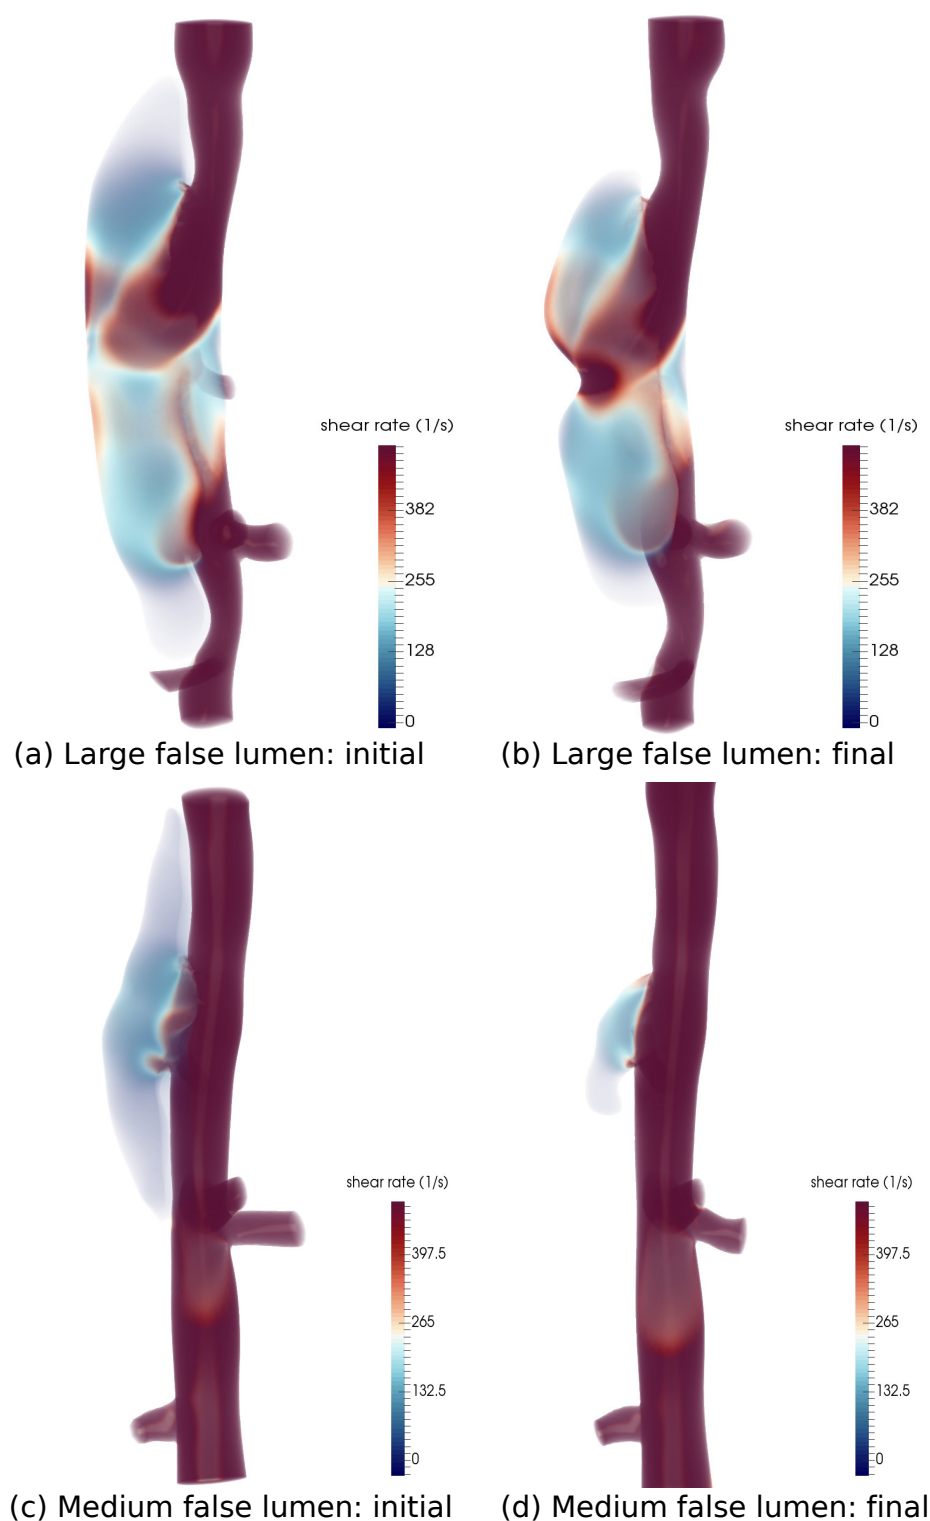 shear rate (1/s)
382
255
128
0
shear rate (1/s)
382
255
128
0
(a) Large false lumen: initial
(b) Large false lumen: final
shear rate (1/s)
397.5
265
132.5
0
shear rate (1/s)
397.5
265
132.5
0
(c) Medium false lumen: initial
(d) Medium false lumen: final